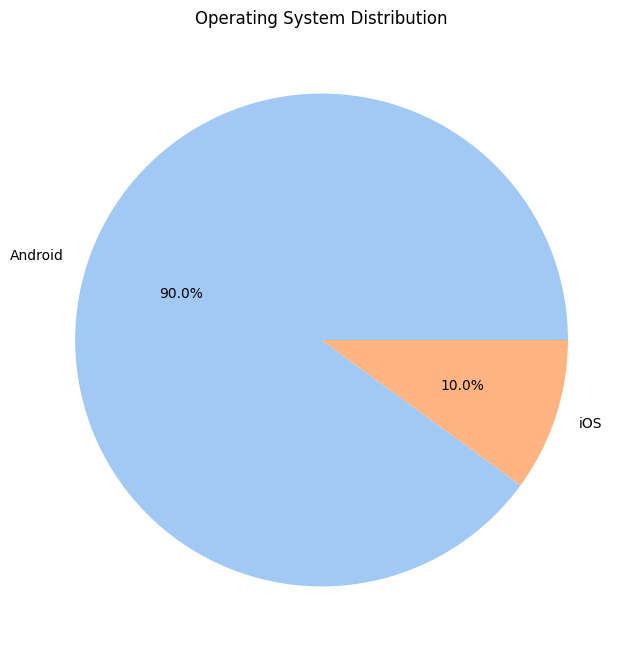 Operating System Distribution
Android
90.0%
10.0%
iOS